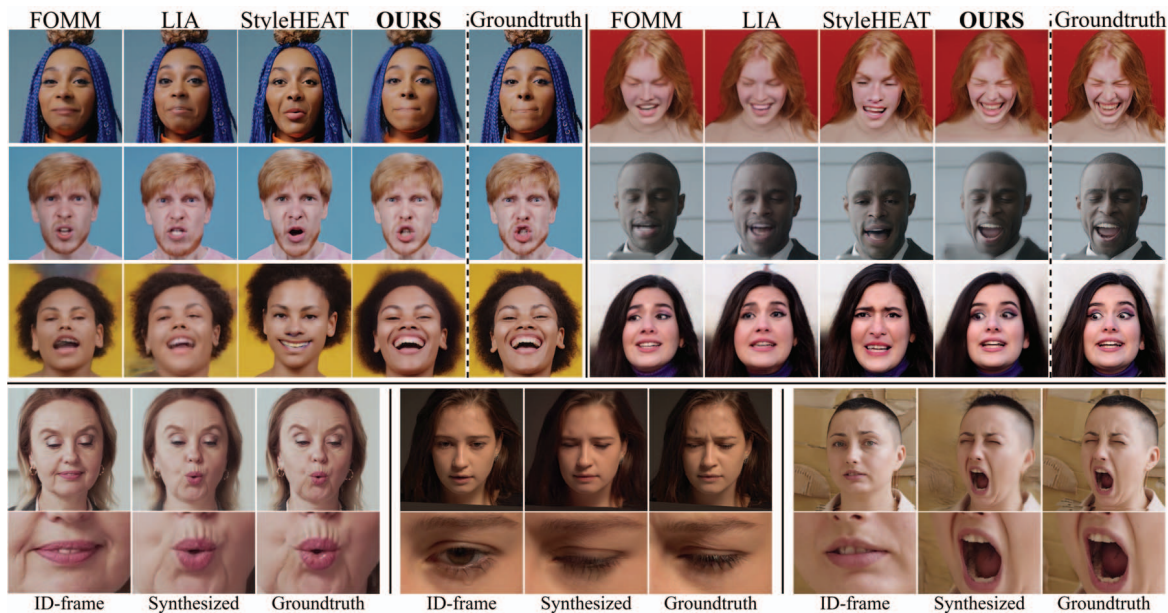 FOMM LIA StyleHEAT OURS Groundtruth FOMM LIA StyleHEAT OURS Groundtruth
ID-frame Synthesized Groundtruth ID-frame Synthesized Groundtruth ID-frame Synthesized Groundtruth